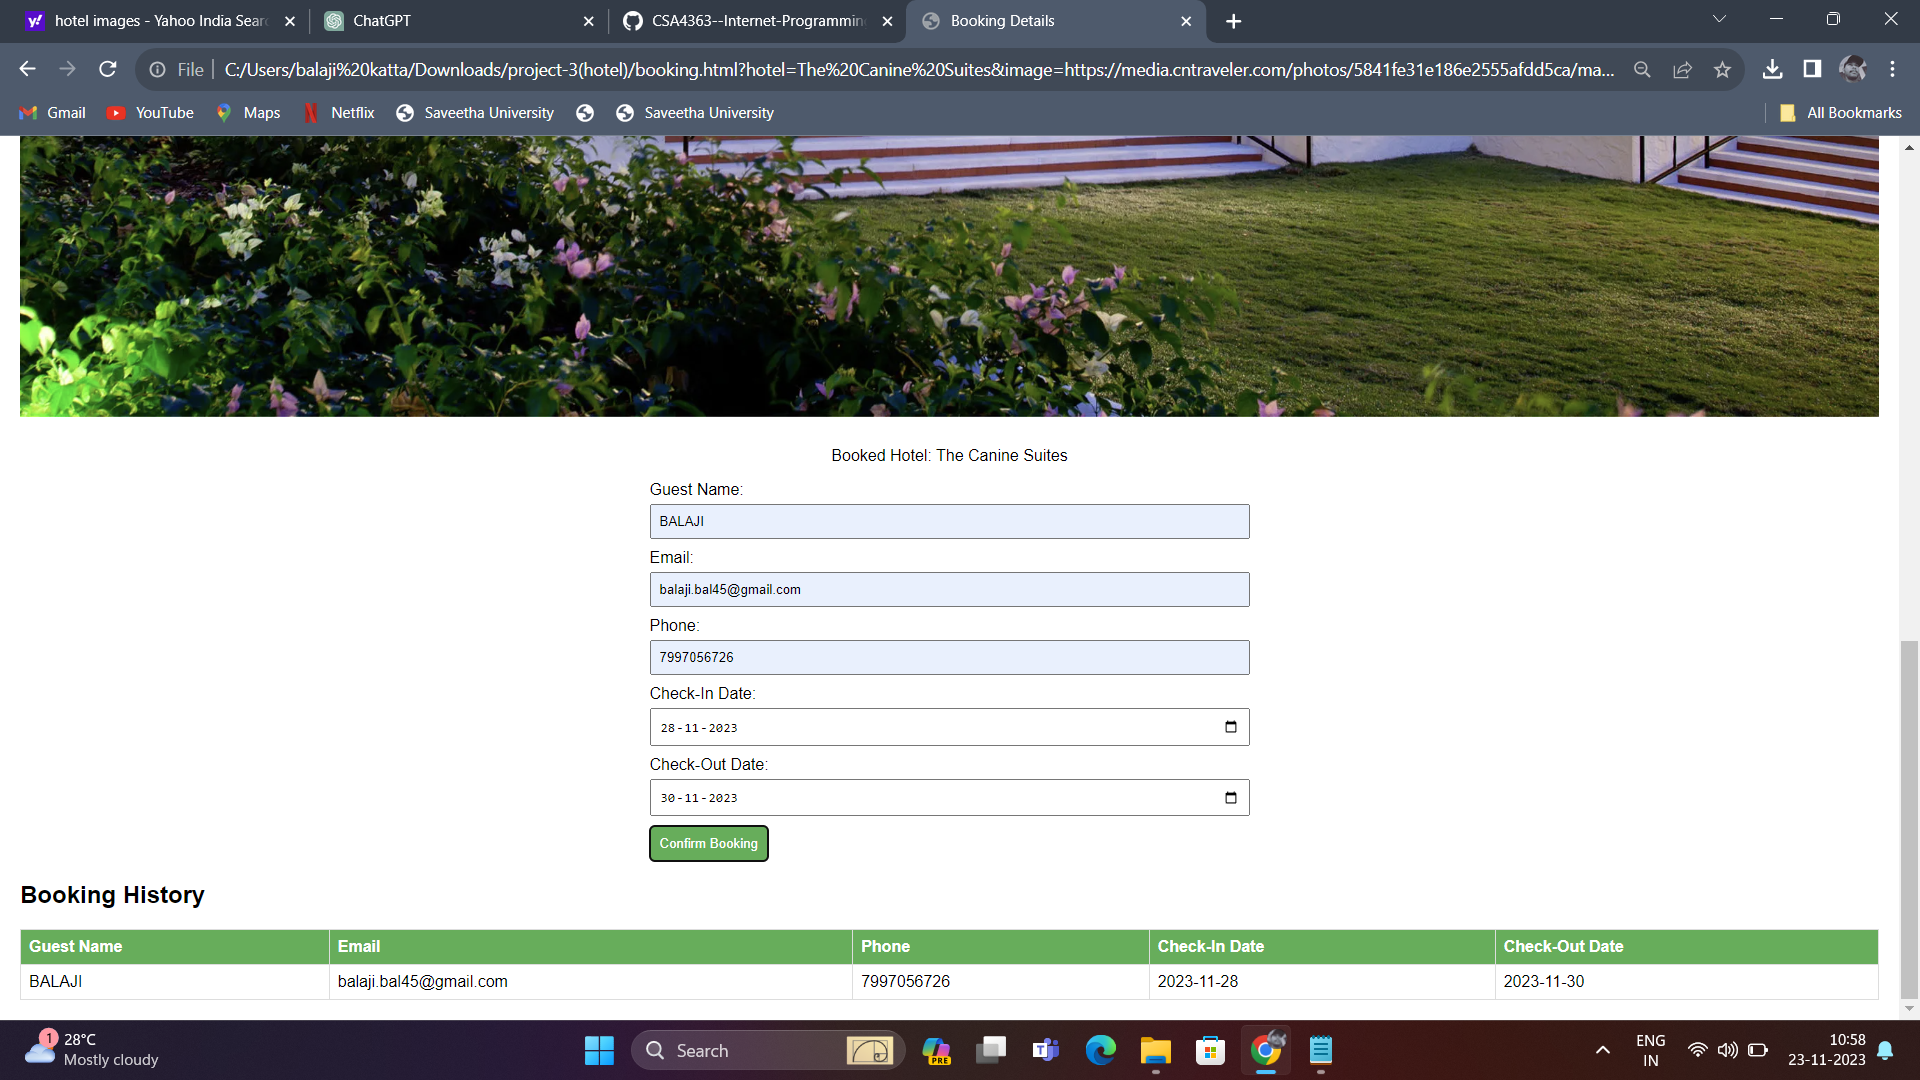 hotel images - Yahoo India Sear
ChatGPT
CSA4363--Internet-Programmin
Booking Details
File
C:/Users/balaji%20katta/Downloads/project-3(hotel)/booking.html?hotel=The%20Canine%20Suites&image=https://media.cntraveler.com/photos/5841fe31e186e2555afdd5ca/ma...
Gmail
YouTube
Maps
Netflix
Saveetha University
Saveetha University
All Bookmarks
Booked Hotel: The Canine Suites
Guest Name:
BALAJI
Email:
balaji.bal45@gmail.com
Phone:
7997056726
Check-In Date:
28-11-2023
Check-Out Date:
30-11-2023
Confirm Booking
Booking History
Guest Name Email Phone Check-In Date Check-Out Date
BALAJI balaji.bal45@gmail.com 7997056726 2023-11-28 2023-11-30
1
28°C
Mostly cloudy
Search
PRE
ENG
IN
10:58
23-11-2023